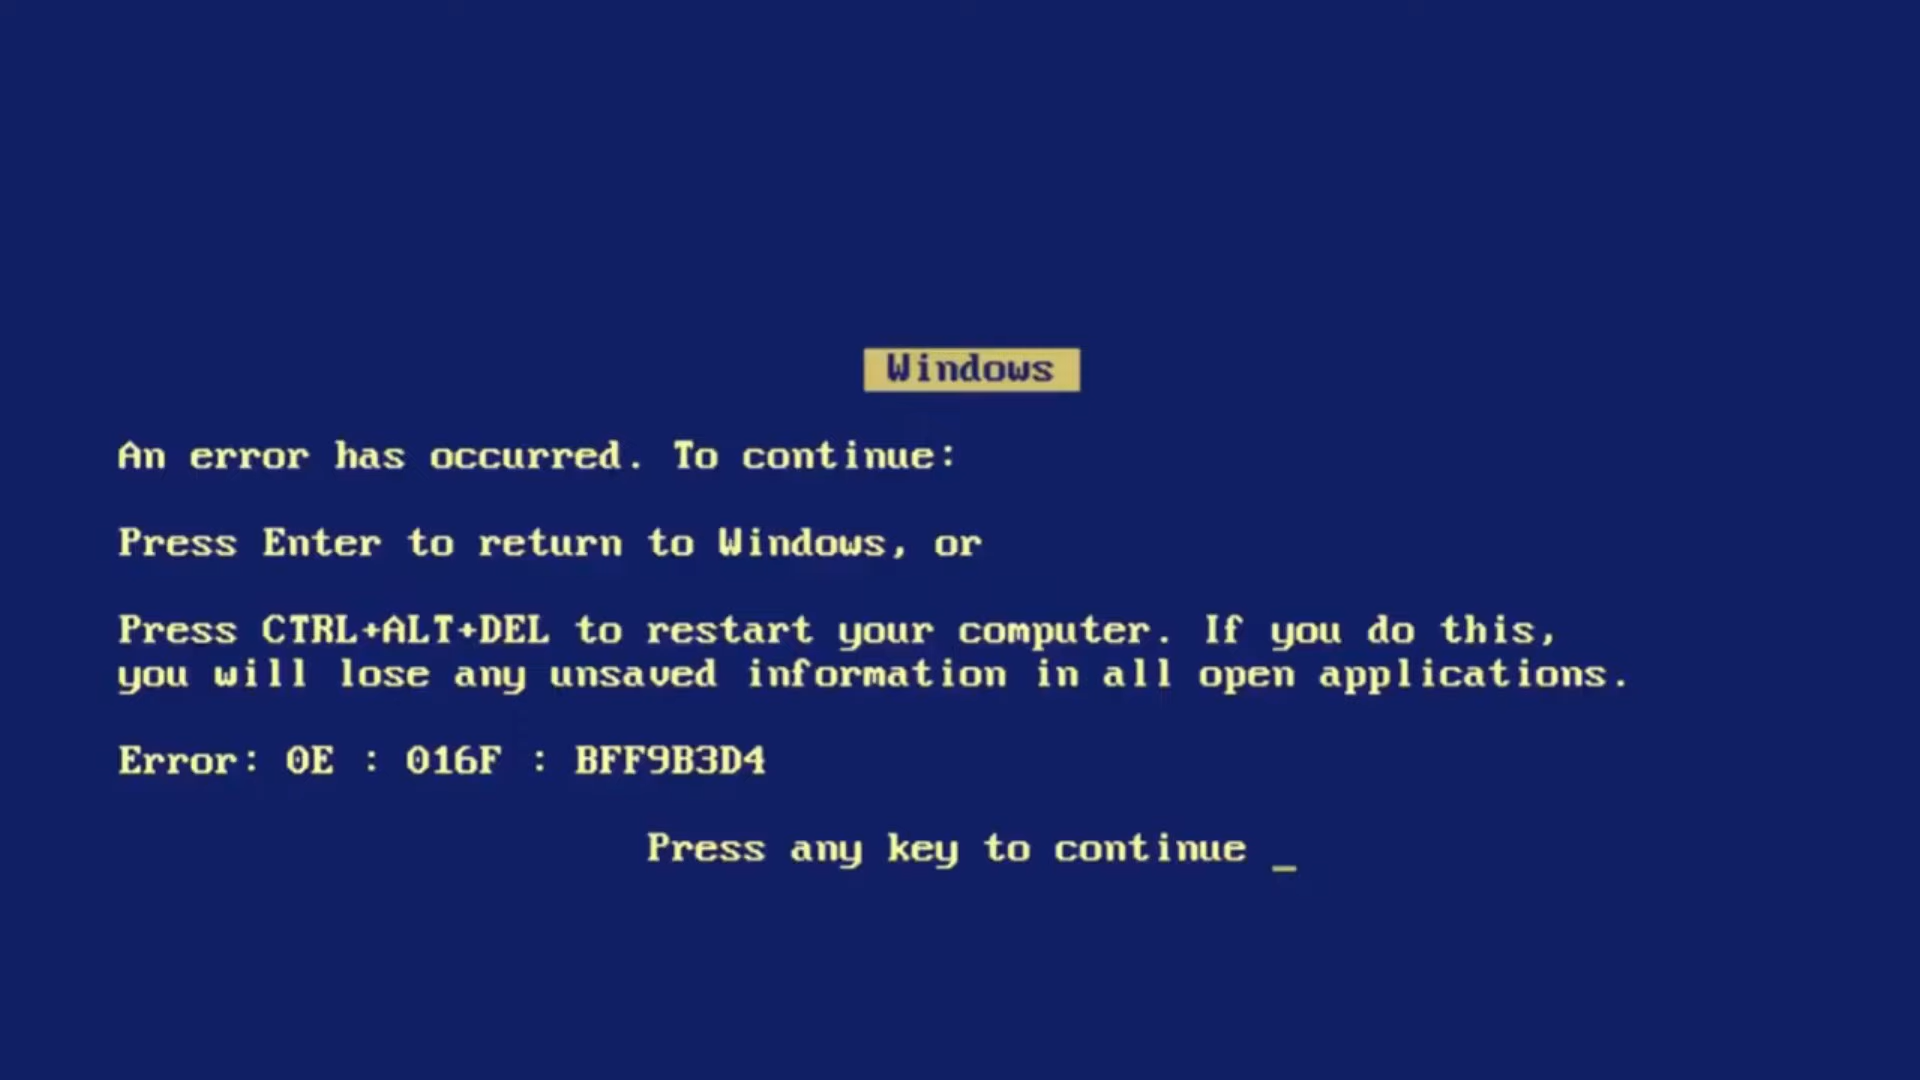 Windows
An error has occurred. To continue:
Press Enter to return to Windows, or
Press CTRL+ALT+DEL to restart your computer. If you do this,
you will lose any unsaved information in all open applications.
Error: 0E : 016F : BFF9B3D4
Press any key to continue _